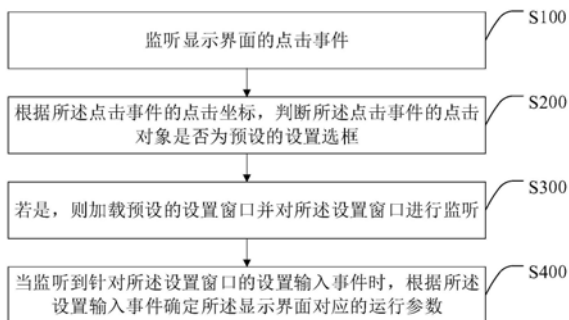 监听显示界面的点击事件
S100
根据所述点击事件的点击坐标，判断所述点击事件的点击
对象是否为预设的设置选框
S200
若是，则加载预设的设置窗口并对所述设置窗口进行监听
S300
当监听到针对所述设置窗口的设置输入事件时，根据所述
设置输入事件确定所述显示界面对应的运行参数
S400